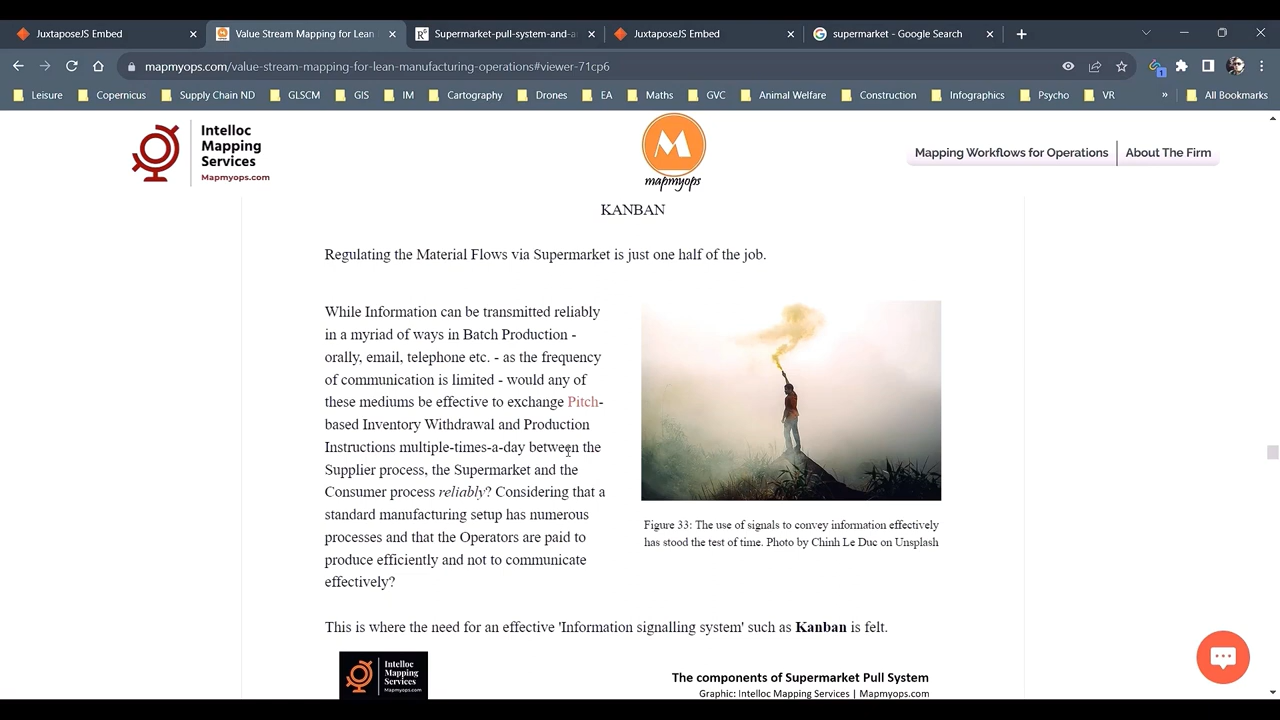 JuxtaposeJS Embed
Value Stream Mapping for Lean
Supermarket-pull-system-and-a
JuxtaposeJS Embed
supermarket - Google Search
mapmyops.com/value-stream-mapping-for-lean-manufacturing-operations#viewer-71cp6
Leisure
Copernicus
Supply Chain ND
GLSCM
GIS
IM
Cartography
Drones
EA
Maths
GVC
Animal Welfare
Construction
Infographics
Psycho
VR
»
All Bookmarks
Intelloc
Mapping
Services
Mapmyops.com
mapmyops
Mapping Workflows for Operations
About The Firm
KANBAN
Regulating the Material Flows via Supermarket is just one half of the job.
While Information can be transmitted reliably
in a myriad of ways in Batch Production -
orally, email, telephone etc. - as the frequency
of communication is limited - would any of
these mediums be effective to exchange Pitch-
based Inventory Withdrawal and Production
Instructions multiple-times-a-day between the
Supplier process, the Supermarket and the
Consumer process reliably? Considering that a
standard manufacturing setup has numerous
processes and that the Operators are paid to
produce efficiently and not to communicate
effectively?
Figure 33: The use of signals to convey information effectively
has stood the test of time. Photo by Chinh Le Duc on Unsplash
This is where the need for an effective 'Information signalling system' such as Kanban is felt.
Intelloc
Mapping
Services
Mapmyops.com
The components of Supermarket Pull System
Graphic: Intelloc Mapping Services | Mapmyops.com